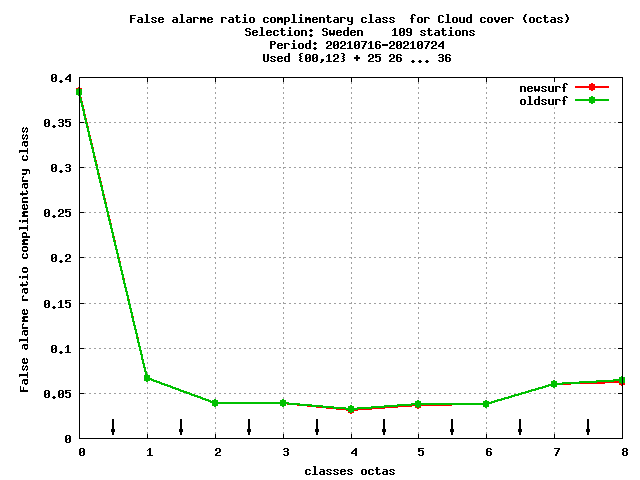 False alarme ratio complimentary class  for Cloud cover (octas)
Selection: Sweden    109 stations
Period: 20210716-20210724
Used {00,12} + 25 26 ... 36
newsurf
oldsurf
False alarme ratio complimentary class
0.4
0.35
0.3
0.25
0.2
0.15
0.1
0.05
0
0 1 2 3 4 5 6 7 8
classes octas